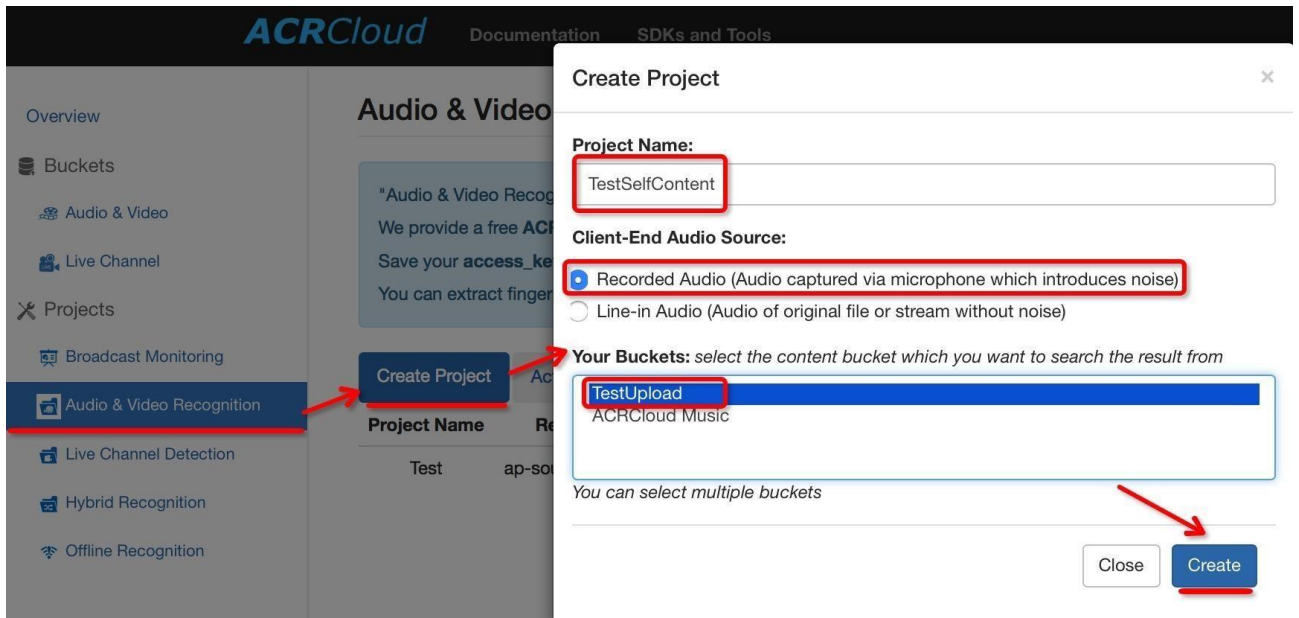 ACRCloud Documentation SDKs and Tools
Overview
Buckets
Audio & Video
Live Channel
Projects
Broadcast Monitoring
Audio & Video Recognition
Live Channel Detection
Hybrid Recognition
Offline Recognition
Audio & Video
"Audio & Video
We provide a free
Save your
You can extract
Create Project
Project Name
Test
Create Project
×
Project Name:
TestSelfContent
Client-End Audio Source:
Recorded Audio (Audio captured via microphone which introduces noise)
Line-in Audio (Audio of original file or stream without noise)
Your Buckets: select the content bucket which you want to search the result from
TestUpload
ACRCloud Music
You can select multiple buckets
Close Create